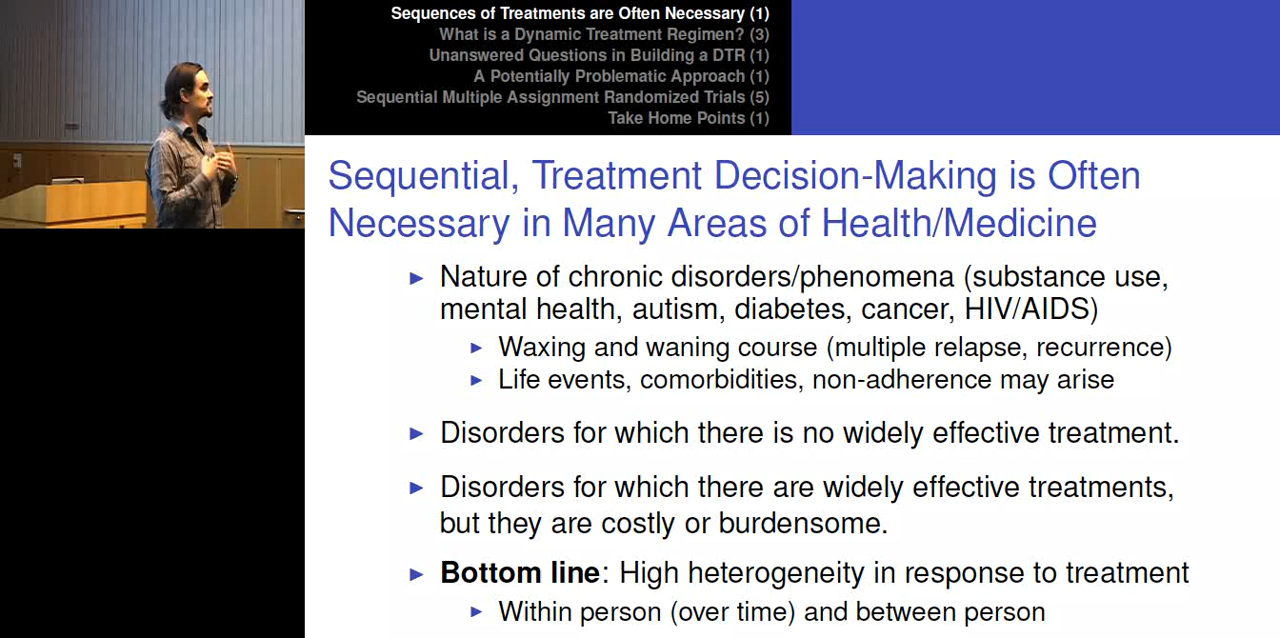 Sequences of Treatments are Often Necessary (1)
What is a Dynamic Treatment Regimen? (3)
Unanswered Questions in Building a DTR (1)
A Potentially Problematic Approach (1)
Sequential Multiple Assignment Randomized Trials (5)
Take Home Points (1)
Sequential, Treatment Decision-Making is Often
Necessary in Many Areas of Health/Medicine
► Nature of chronic disorders/phenomena (substance use,
mental health, autism, diabetes, cancer, HIV/AIDS)
► Waxing and waning course (multiple relapse, recurrence)
► Life events, comorbidities, non-adherence may arise
► Disorders for which there is no widely effective treatment.
► Disorders for which there are widely effective treatments,
but they are costly or burdensome.
► Bottom line: High heterogeneity in response to treatment
► Within person (over time) and between person